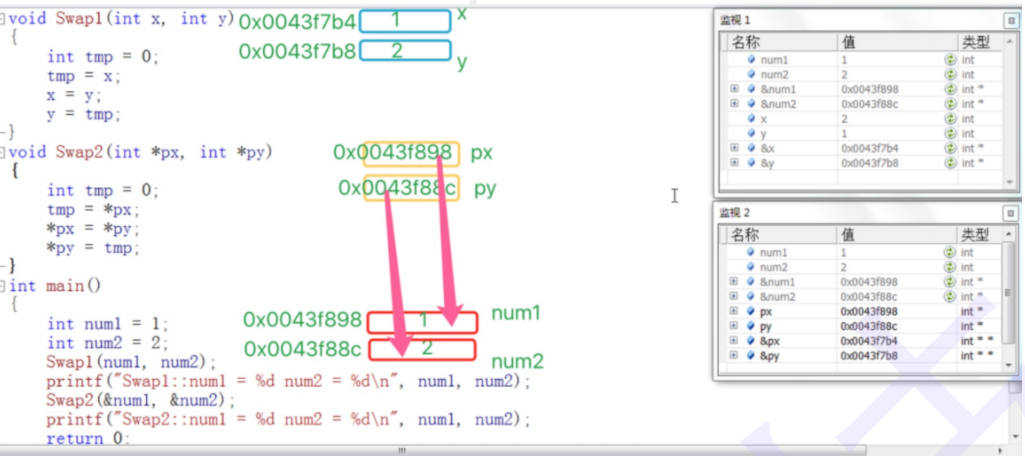 void Swap1(int x, int y)
{
int tmp = 0;
tmp = x;
x = y;
y = tmp;
}
void Swap2(int *px, int *py)
{
int tmp = 0;
tmp = *px;
*px = *py;
*py = tmp;
}
int main()
{
int num1 = 1;
int num2 = 2;
Swap1(num1, num2);
printf("Swap1::num1 = %d num2 = %d\n", num1, num2);
Swap2(&num1, &num2);
printf("Swap2::num1 = %d num2 = %d\n", num1, num2);
return 0;
0x0043f7b4 1 x
0x0043f7b8 2 y
0x0043f898 px
0x0043f88c py
0x0043f898 1 num1
0x0043f88c 2 num2
监视 1
名称 值 类型
num1 1 int
num2 2 int
&num1 0x0043f898 int *
&num2 0x0043f88c int *
x 2 int
y 1 int
&x 0x0043f7b4 int *
&y 0x0043f7b8 int *
监视 2
名称 值 类型
num1 1 int
num2 2 int
&num1 0x0043f898 int *
&num2 0x0043f88c int *
px 0x0043f898 int *
py 0x0043f88c int *
&px 0x0043f7b4 int * *
&py 0x0043f7b8 int * *